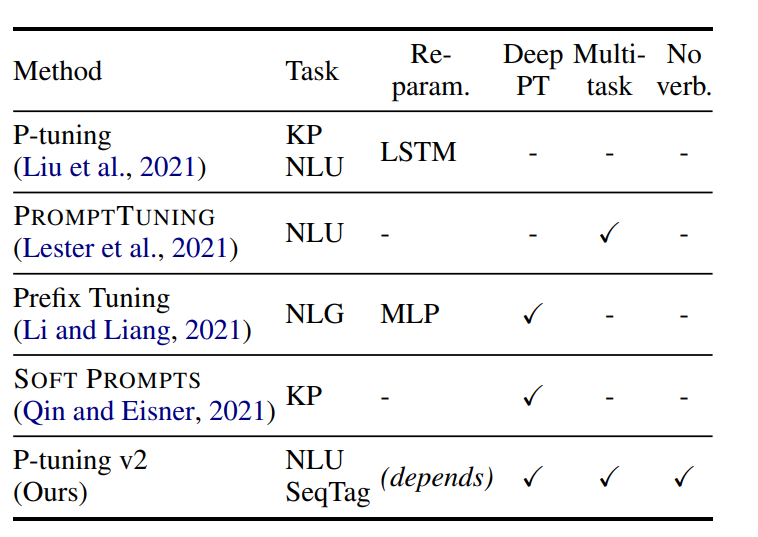 Method Task Re-param. Deep PT Multi-task No verb.
P-tuning (Liu et al., 2021) KP NLU LSTM - - -
PROMPTTUNING (Lester et al., 2021) NLU - - ✓ -
Prefix Tuning (Li and Liang, 2021) NLG MLP ✓ - -
SOFT PROMPTS (Qin and Eisner, 2021) KP - ✓ - -
P-tuning v2 (Ours) NLU SeqTag (depends) ✓ ✓ ✓